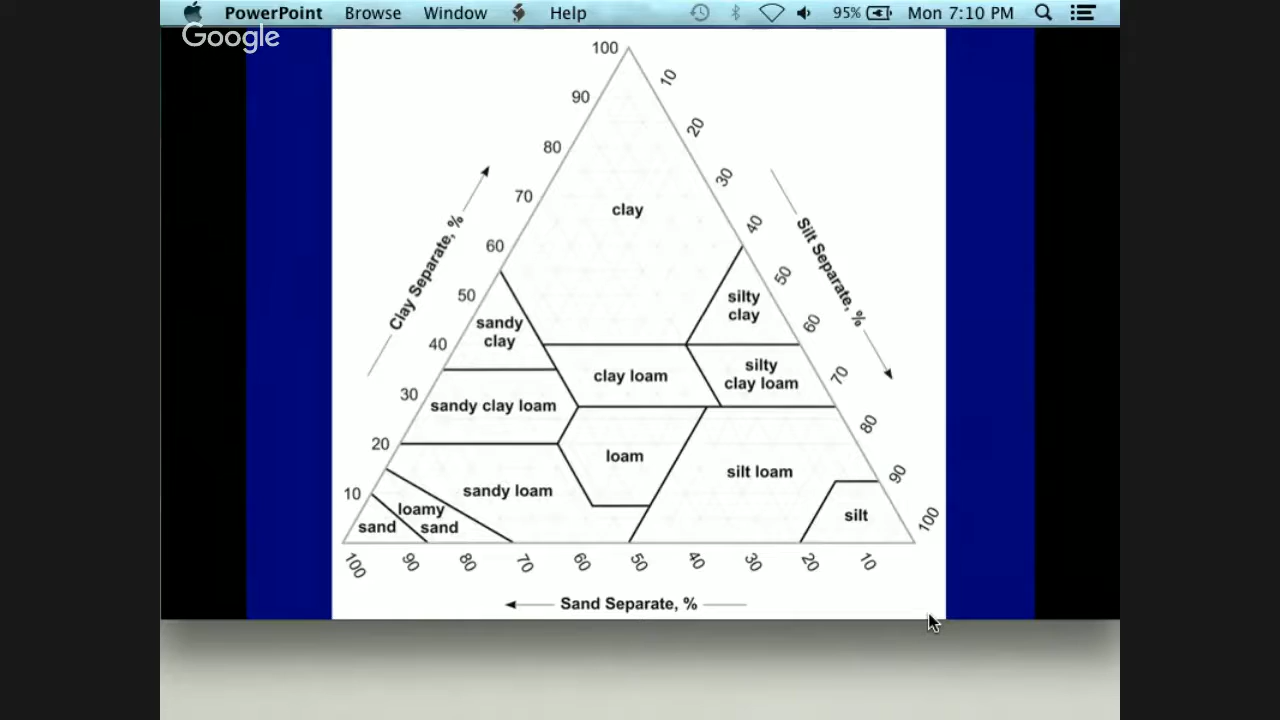 PowerPoint Browse Window Help 95% Mon 7:10 PM
Google
100
90
80
70
60
50
40
30
20
10
Clay Separate, %
10
20
30
40
50
60
70
80
90
100
Silt Separate, %
clay
silty
clay
sandy
clay
clay loam
silty
clay loam
sandy clay loam
loam
silt loam
sandy loam
loamy
sand
sand
silt
100 90 80 70 60 50 40 30 20 10
Sand Separate, %